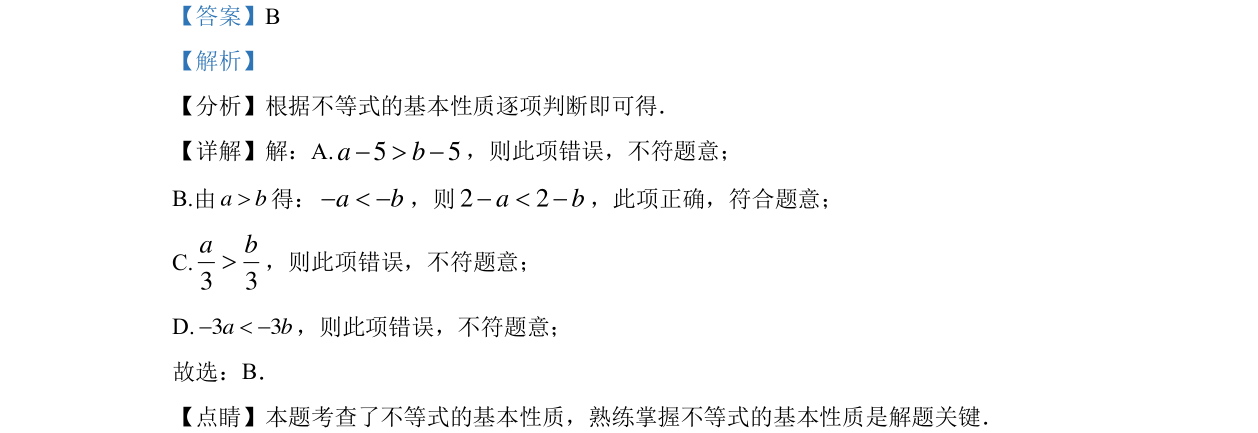 【答案】B
【解析】
【分析】根据不等式的基本性质逐项判断即可得．
【详解】解：A. a−5>b−5，则此项错误，不符题意；
B.由 a>b 得：−a<−b，则 2−a<2−b，此项正确，符合题意；
C. a/3 > b/3，则此项错误，不符题意；
D. −3a<−3b，则此项错误，不符题意；
故选：B．
【点睛】本题考查了不等式的基本性质，熟练掌握不等式的基本性质是解题关键．